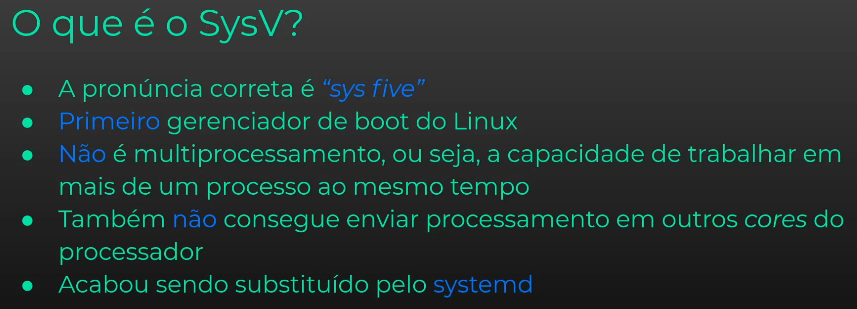 O que é o SysV?
● A pronúncia correta é “sys five”
● Primeiro gerenciador de boot do Linux
● Não é multiprocessamento, ou seja, a capacidade de trabalhar em
mais de um processo ao mesmo tempo
● Também não consegue enviar processamento em outros cores do
processador
● Acabou sendo substituído pelo systemd